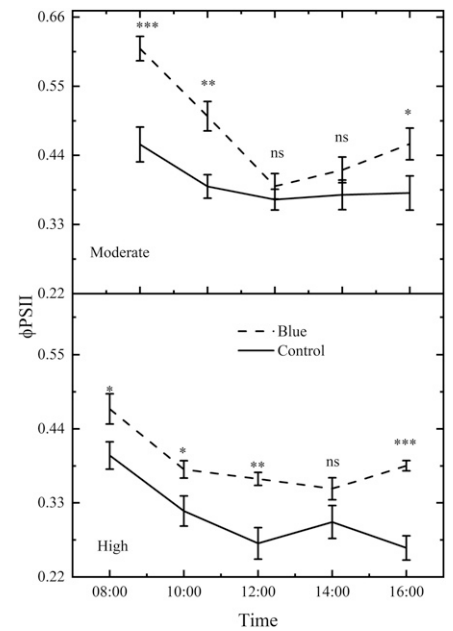 0.66
***
0.55
**
*
0.44
ns
ns
0.33
Moderate
0.22
ϕPSII
Blue
0.55
Control
*
0.44
***
*
**
ns
0.33
High
0.22
08:00 10:00 12:00 14:00 16:00
Time